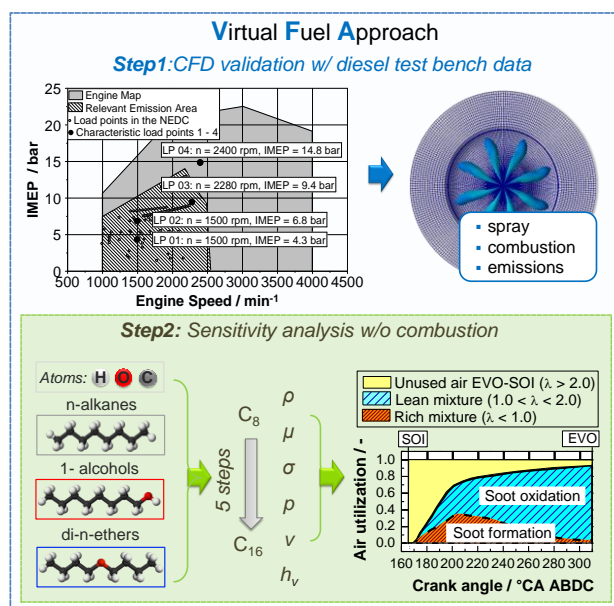 Virtual Fuel Approach
Step1:CFD validation w/ diesel test bench data
25
20
15
10
5
0
IMEP / bar
Engine Map
Relevant Emission Area
Load points in the NEDC
Characteristic load points 1 - 4
LP 04: n = 2400 rpm, IMEP = 14.8 bar
LP 03: n = 2280 rpm, IMEP = 9.4 bar
LP 02: n = 1500 rpm, IMEP = 6.8 bar
LP 01: n = 1500 rpm, IMEP = 4.3 bar
500 1000 1500 2000 2500 3000 3500 4000 4500
Engine Speed / min-1
▪ spray
▪ combustion
▪ emissions
Step2: Sensitivity analysis w/o combustion
Atoms: H O C
n-alkanes
1- alcohols
di-n-ethers
C8
5 steps
C16
ρ
μ
σ
p
ν
hv
Unused air EVO-SOI (λ > 2.0)
Lean mixture (1.0 < λ < 2.0)
Rich mixture (λ < 1.0)
SOI
EVO
Air utilization / -
1.0
0.8
0.6
0.4
0.2
0.0
Soot oxidation
Soot formation
160 180 200 220 240 260 280 300
Crank angle / °CA ABDC